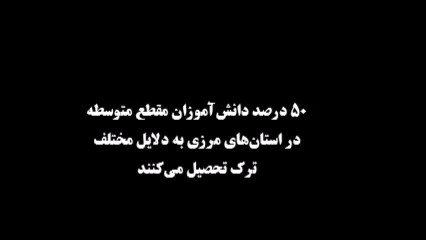 ۵۰ درصد دانش‌آموزان مقطع متوسطه
در استان‌های مرزی به دلایل مختلف
ترک تحصیل می‌کنند